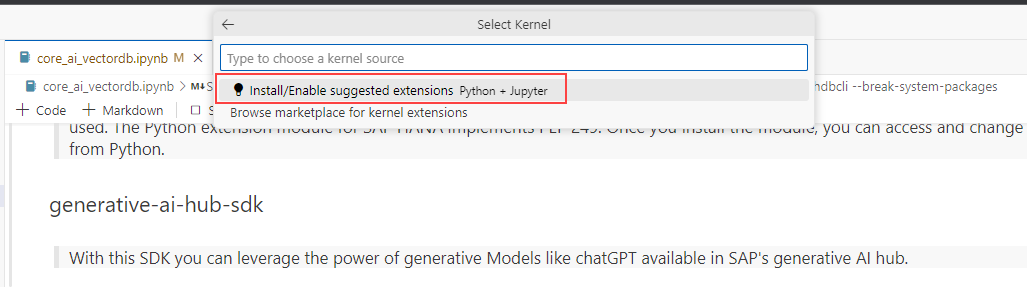 Select Kernel
core_ai_vectordb.ipynb M
Type to choose a kernel source
core_ai_vectordb.ipynb
hdbcli --break-system-packages
Install/Enable suggested extensions Python + Jupyter
+ Code + Markdown
Browse marketplace for kernel extensions
used. The Python extension module for SAP HANA implements PEP 249. Once you install the module, you can access and change
from Python.
generative-ai-hub-sdk
With this SDK you can leverage the power of generative Models like chatGPT available in SAP's generative AI hub.